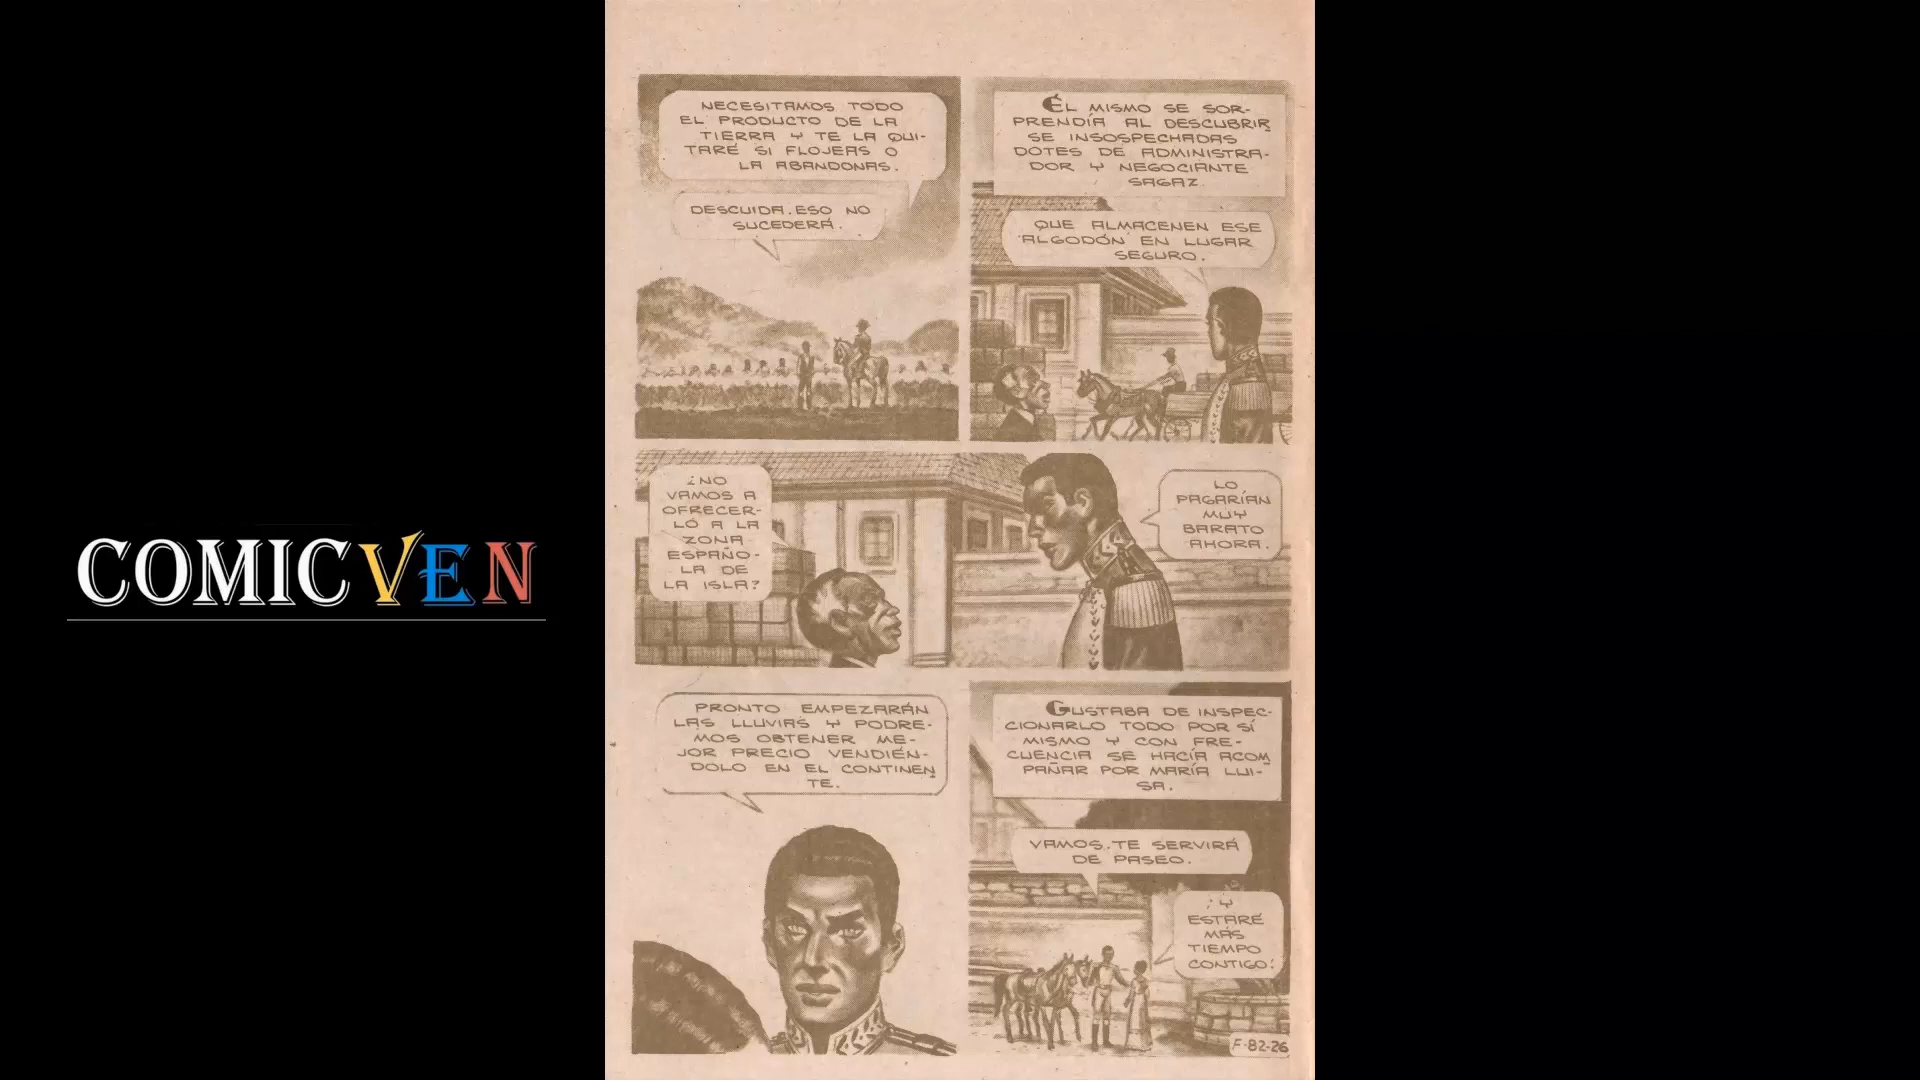 NECESITAMOS TODO
EL PRODUCTO DE LA
TIERRA Y TE LA QUI-
TARÉ SI FLOJEAS O
LA ABANDONAS.
DESCUIDA. ESO NO
SUCEDERÁ.
ÉL MISMO SE SOR-
PRENDÍA AL DESCUBRIR
SE INSOSPECHADAS
DOTES DE ADMINISTRA-
DOR Y NEGOCIANTE
SAGAZ.
QUE ALMACENEN ESE
ALGODÓN EN LUGAR
SEGURO.
¿NO
VAMOS A
OFRECER-
LO A LA
ZONA
ESPAÑO-
LA DE
LA ISLA?
LO
PAGARÍAN
MUY
BARATO
AHORA.
PRONTO EMPEZARÁN
LAS LLUVIAS Y PODRE-
MOS OBTENER ME-
JOR PRECIO VENDIÉN-
DOLO EN EL CONTINEN
TE.
GUSTABA DE INSPEC-
CIONARLO TODO POR SÍ
MISMO Y CON FRE-
CUENCIA SE HACÍA ACOM
PAÑAR POR MARÍA LUI-
SA.
VAMOS. TE SERVIRÁ
DE PASEO.
¡Y
ESTARÉ
MÁS
TIEMPO
CONTIGO!
F-82-26
COMICVEN